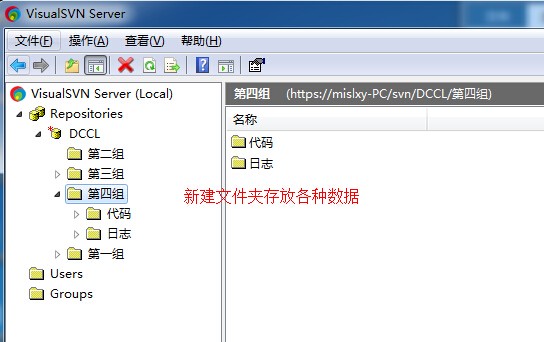 VisualSVN Server
文件(F) 操作(A) 查看(V) 帮助(H)
VisualSVN Server (Local)
Repositories
DCCL
第二组
第三组
第四组
代码
日志
第一组
Users
Groups
第四组 (https://mislxy-PC/svn/DCCL/第四组)
名称
代码
日志
新建文件夹存放各种数据